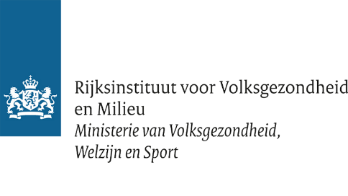 Rijksinstituut voor Volksgezondheid
en Milieu
Ministerie van Volksgezondheid,
Welzijn en Sport